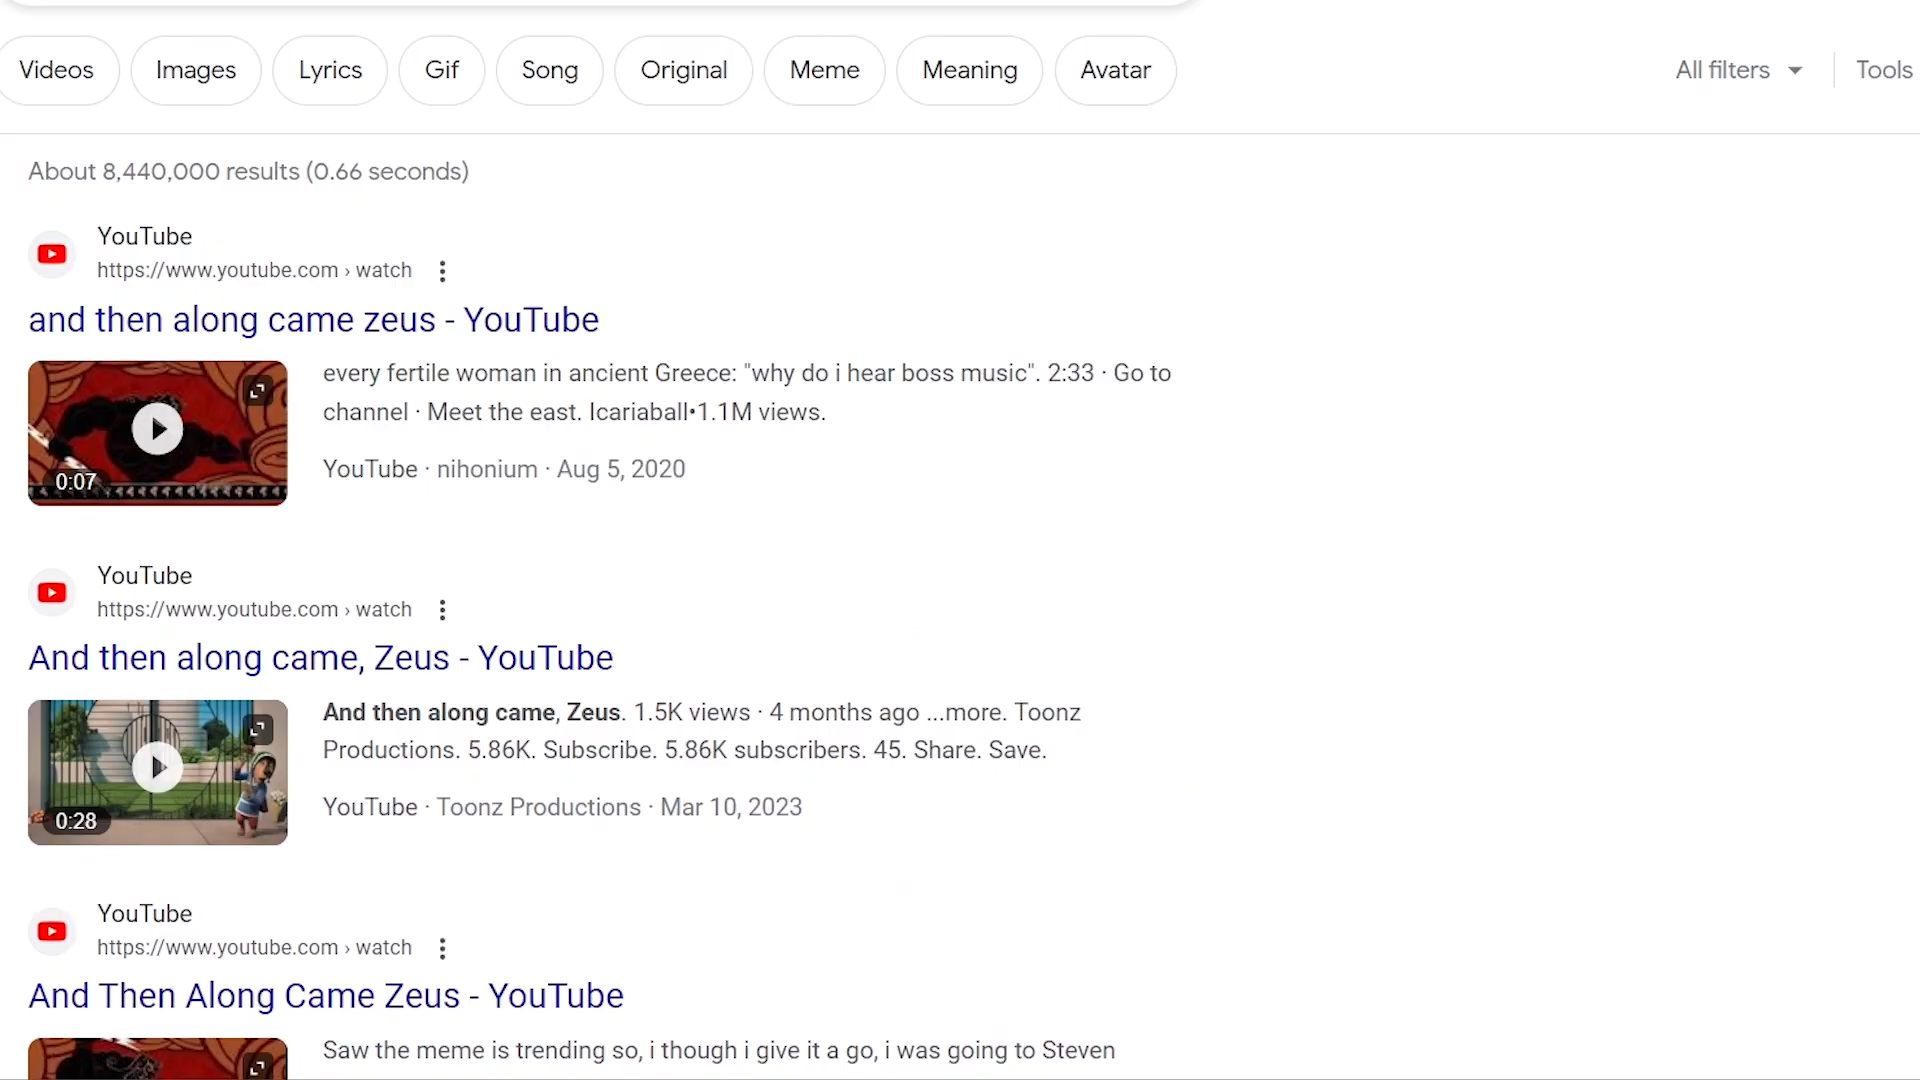 Videos
Images
Lyrics
Gif
Song
Original
Meme
Meaning
Avatar
All filters
Tools
About 8,440,000 results (0.66 seconds)
YouTube
https://www.youtube.com › watch
and then along came zeus - YouTube
0:07
every fertile woman in ancient Greece: "why do i hear boss music". 2:33 · Go to
channel · Meet the east. Icariaball•1.1M views.
YouTube · nihonium · Aug 5, 2020
YouTube
https://www.youtube.com › watch
And then along came, Zeus - YouTube
0:28
And then along came, Zeus. 1.5K views · 4 months ago ...more. Toonz
Productions. 5.86K. Subscribe. 5.86K subscribers. 45. Share. Save.
YouTube · Toonz Productions · Mar 10, 2023
YouTube
https://www.youtube.com › watch
And Then Along Came Zeus - YouTube
Saw the meme is trending so, i though i give it a go, i was going to Steven